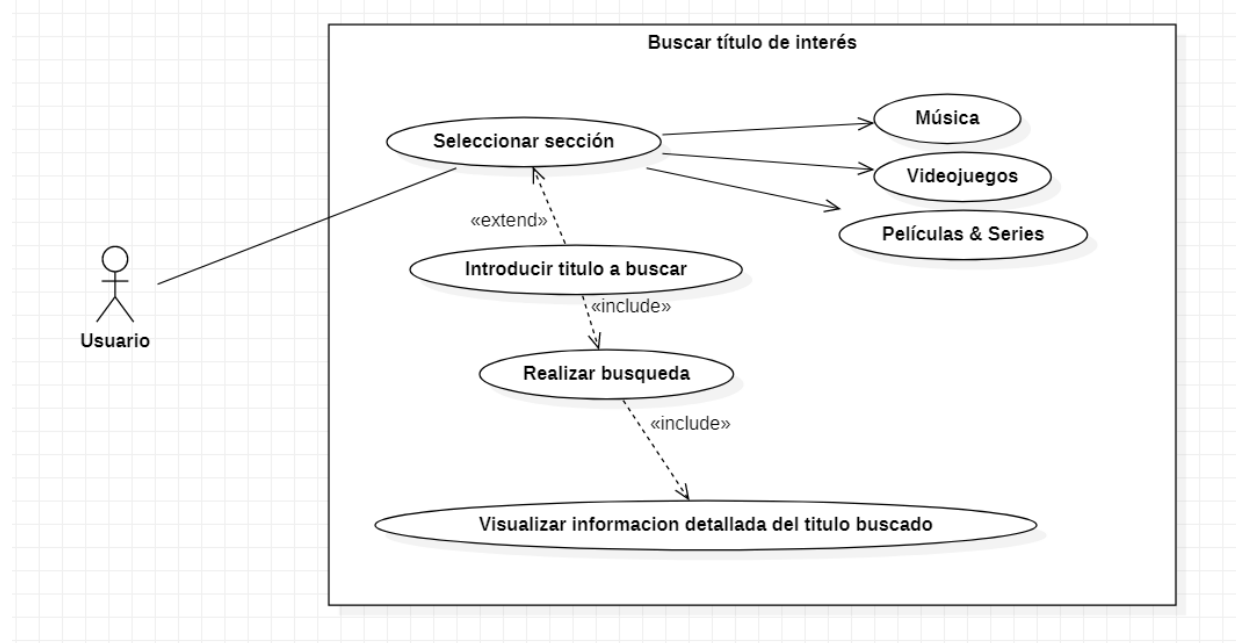 Buscar título de interés
Música
Seleccionar sección
Videojuegos
«extend»
Películas & Series
Introducir titulo a buscar
«include»
Usuario
Realizar busqueda
«include»
Visualizar informacion detallada del titulo buscado